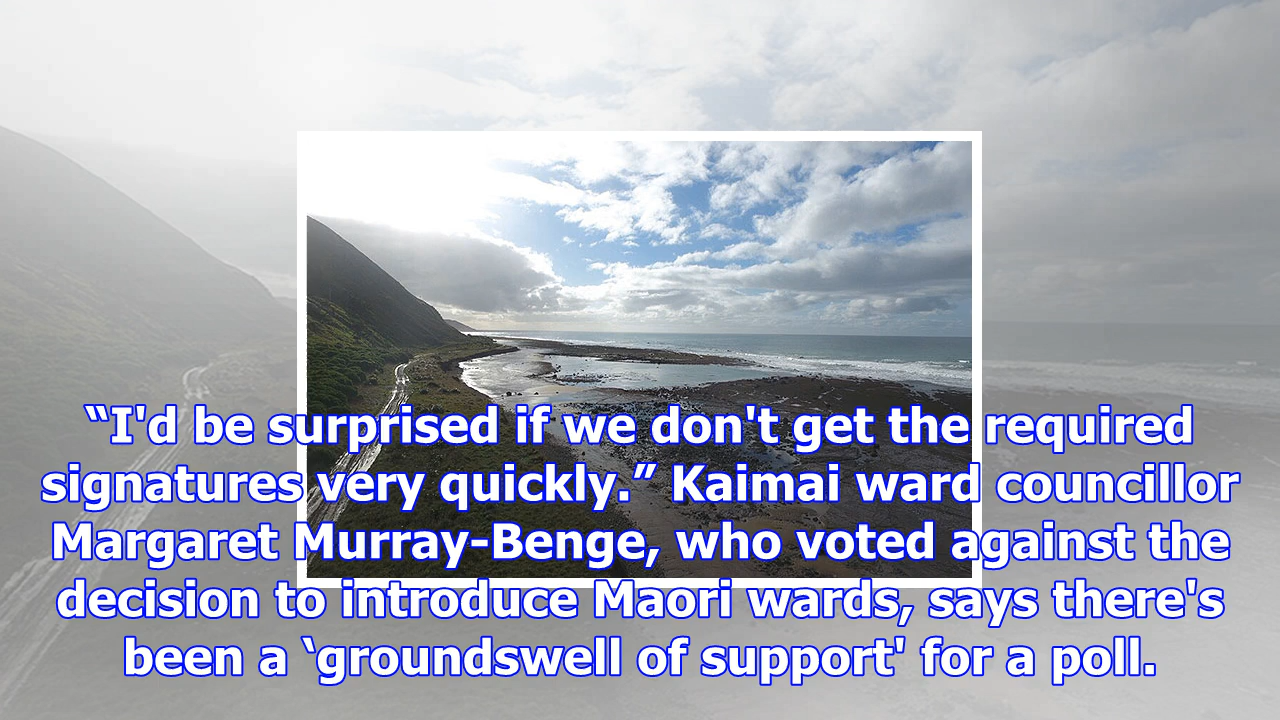 “I'd be surprised if we don't get the required
signatures very quickly.” Kaimai ward councillor
Margaret Murray-Benge, who voted against the
decision to introduce Maori wards, says there's
been a ‘groundswell of support' for a poll.